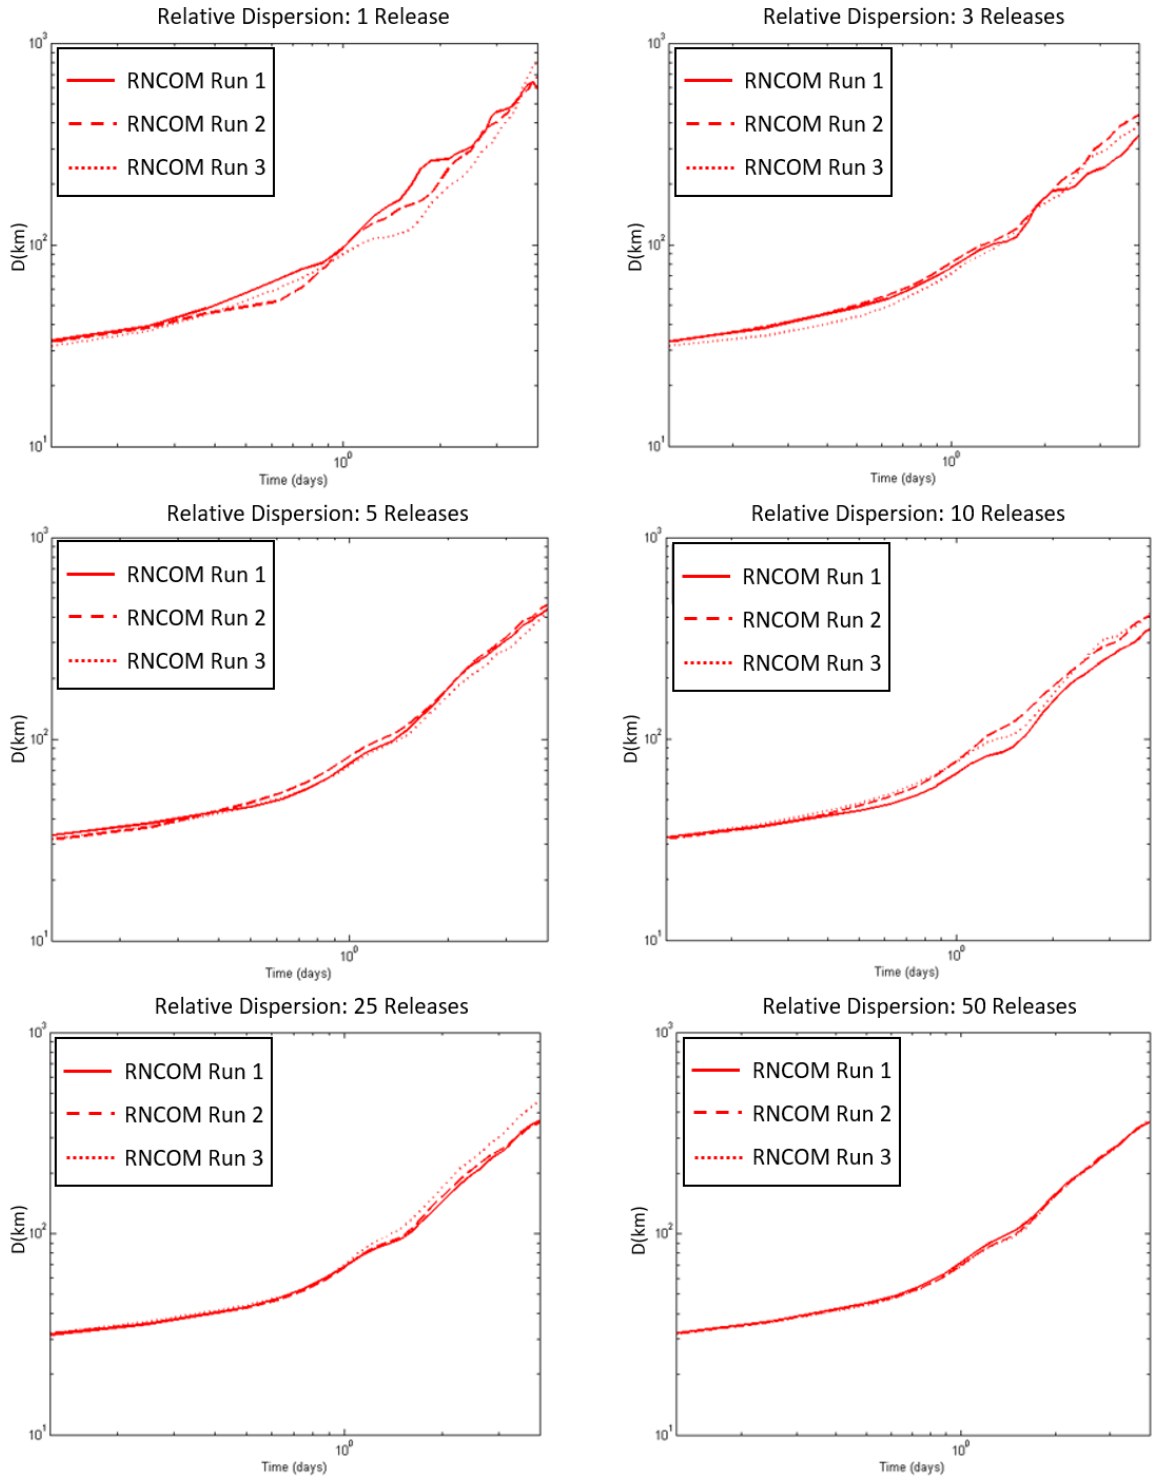 Relative Dispersion: 1 Release
10³
RNCOM Run 1
RNCOM Run 2
RNCOM Run 3
D(km)
10²
10¹
10⁰
Time (days)
Relative Dispersion: 3 Releases
10³
RNCOM Run 1
RNCOM Run 2
RNCOM Run 3
D(km)
10²
10¹
10⁰
Time (days)
Relative Dispersion: 5 Releases
10³
RNCOM Run 1
RNCOM Run 2
RNCOM Run 3
D(km)
10²
10¹
10⁰
Time (days)
Relative Dispersion: 10 Releases
10³
RNCOM Run 1
RNCOM Run 2
RNCOM Run 3
D(km)
10²
10¹
10⁰
Time (days)
Relative Dispersion: 25 Releases
10³
RNCOM Run 1
RNCOM Run 2
RNCOM Run 3
D(km)
10²
10¹
10⁰
Time (days)
Relative Dispersion: 50 Releases
10³
RNCOM Run 1
RNCOM Run 2
RNCOM Run 3
D(km)
10²
10¹
10⁰
Time (days)